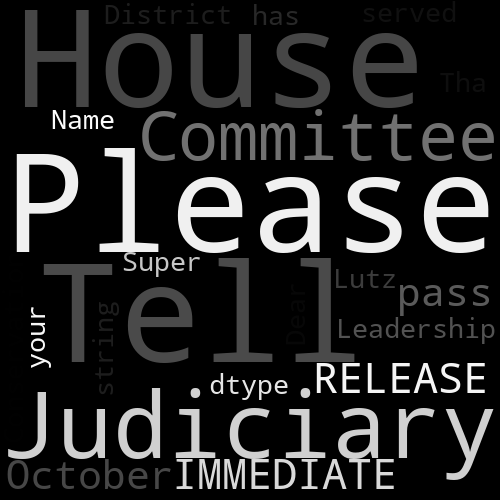 District has served
House
Tha
Name
Committee
Please
Super
Tell
Lutz
pass
Dear
Leadership
your
string
dtype
RELEASE
Judiciary
October
IMMEDIATE